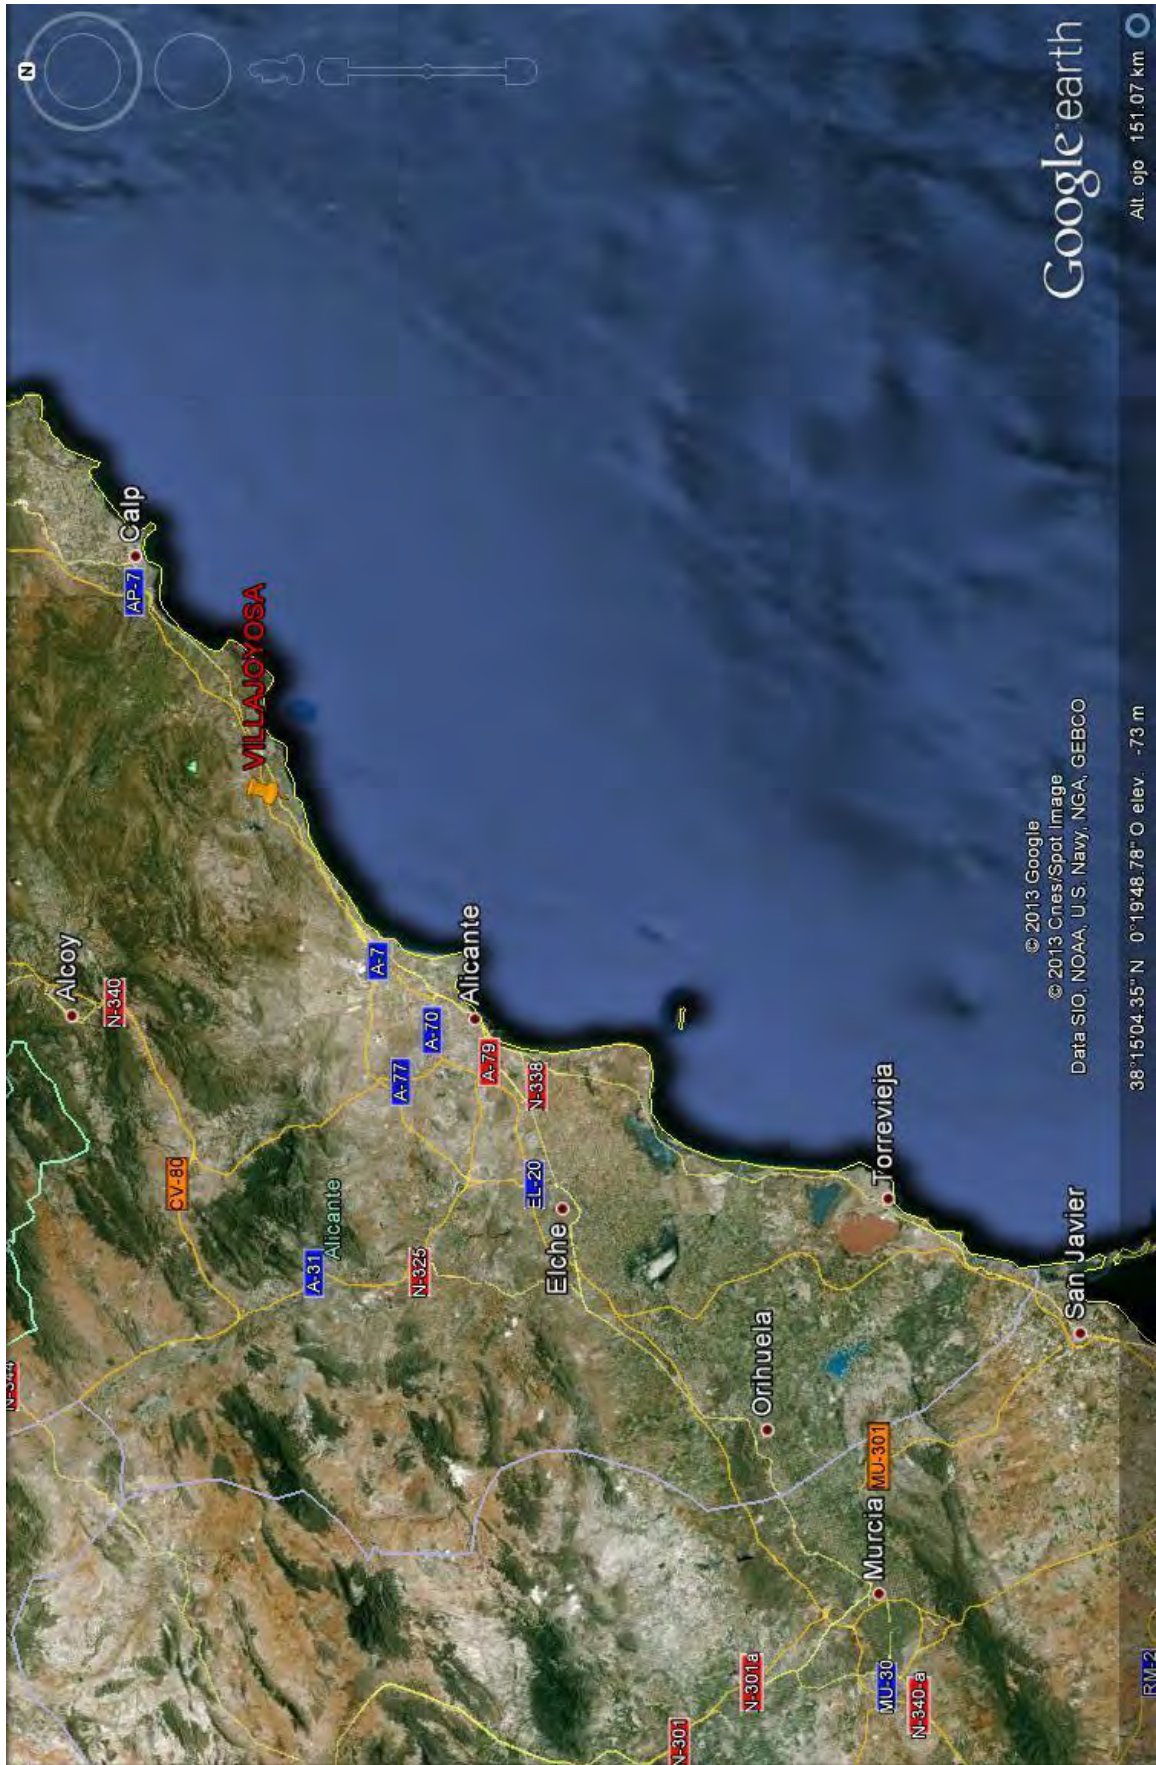 N
Calp
AP-7
VILLAJOYOSA
Alcoy
N-340
A-7
Alicante
A-70
A-77
A-79
N-338
CV-80
EL-20
Elche
A-31
Alicante
N-325
N-344
Torrevieja
San Javier
Orihuela
MU-301
Murcia
N-301a
MU-30
N-340-a
N-301
RM-2
© 2013 Google
© 2013 Cnes/Spot Image
Data SIO, NOAA, U.S. Navy, NGA, GEBCO
Google earth
38°15'04.35" N 0°19'48.78" O elev. -73 m
Alt. ojo 151.07 km